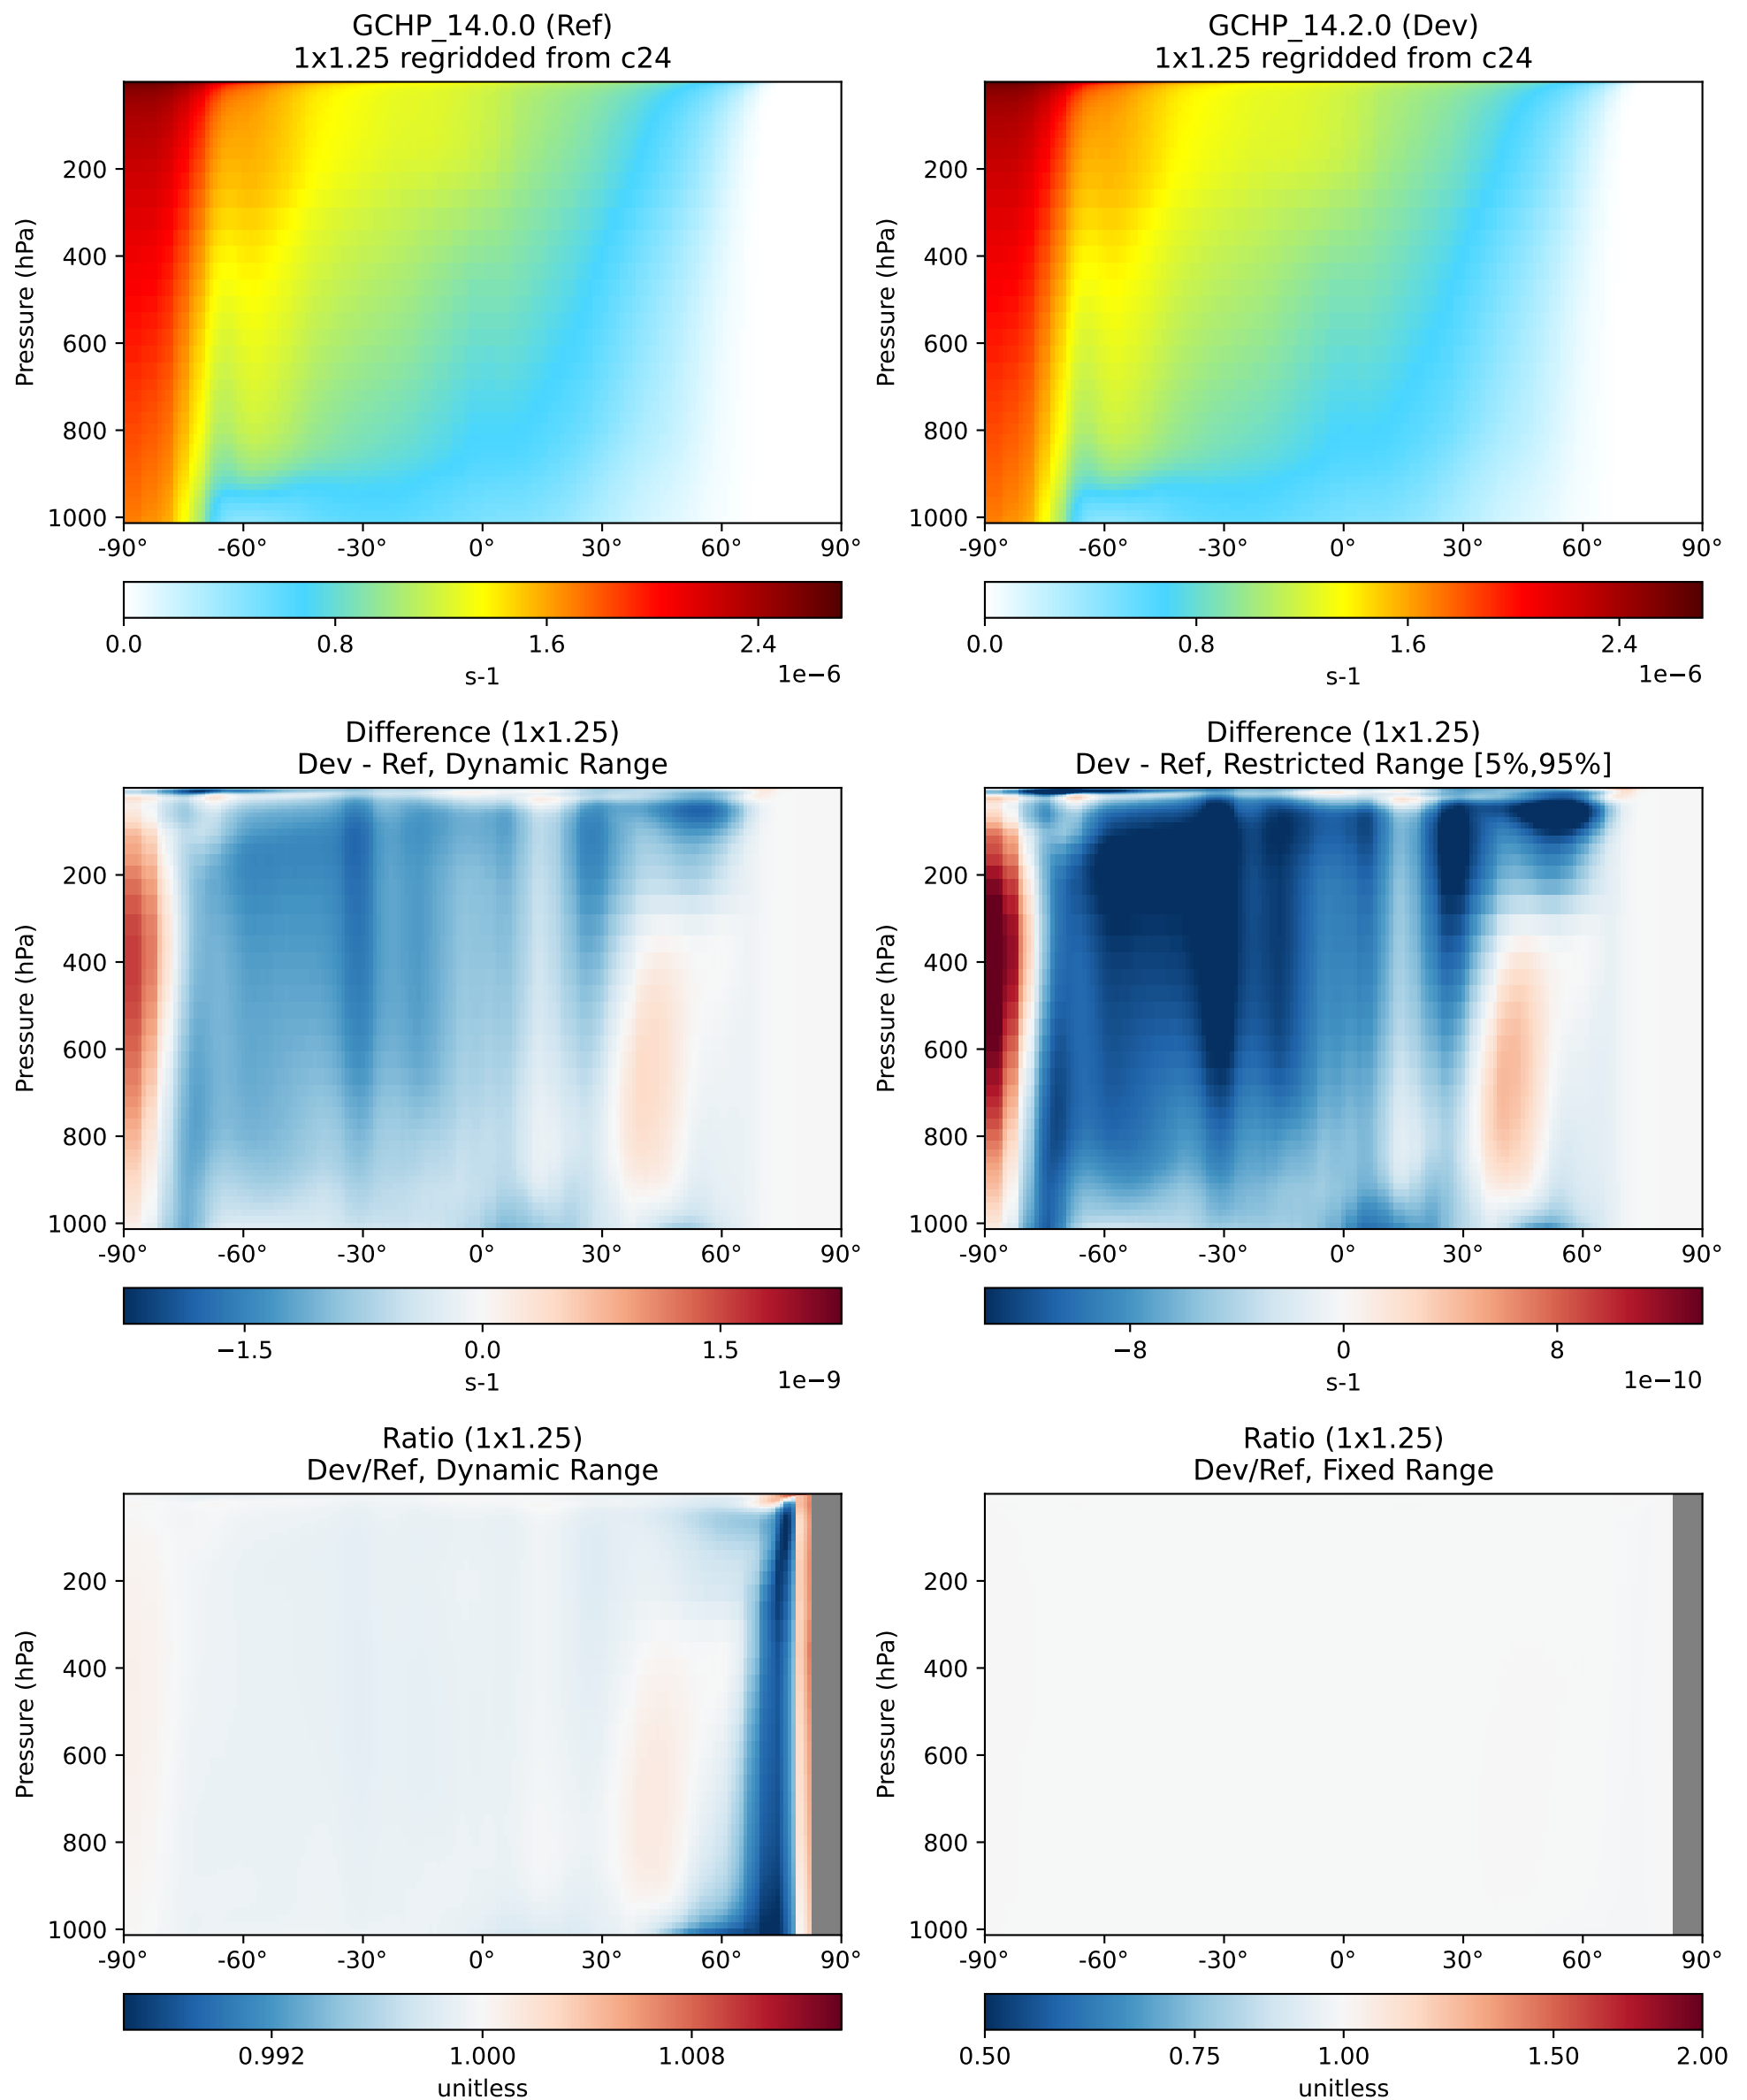 GCHP_14.0.0 (Ref)
1x1.25 regridded from c24
Pressure (hPa)
200
400
600
800
1000
-90° -60° -30° 0° 30° 60° 90°
0.0 0.8 1.6 2.4
1e−6
s-1
GCHP_14.2.0 (Dev)
1x1.25 regridded from c24
Pressure (hPa)
200
400
600
800
1000
-90° -60° -30° 0° 30° 60° 90°
0.0 0.8 1.6 2.4
1e−6
s-1
Difference (1x1.25)
Dev - Ref, Dynamic Range
Pressure (hPa)
200
400
600
800
1000
-90° -60° -30° 0° 30° 60° 90°
−1.5 0.0 1.5
1e−9
s-1
Difference (1x1.25)
Dev - Ref, Restricted Range [5%,95%]
Pressure (hPa)
200
400
600
800
1000
-90° -60° -30° 0° 30° 60° 90°
−8 0 8
1e−10
s-1
Ratio (1x1.25)
Dev/Ref, Dynamic Range
Pressure (hPa)
200
400
600
800
1000
-90° -60° -30° 0° 30° 60° 90°
0.992 1.000 1.008
unitless
Ratio (1x1.25)
Dev/Ref, Fixed Range
Pressure (hPa)
200
400
600
800
1000
-90° -60° -30° 0° 30° 60° 90°
0.50 0.75 1.00 1.50 2.00
unitless